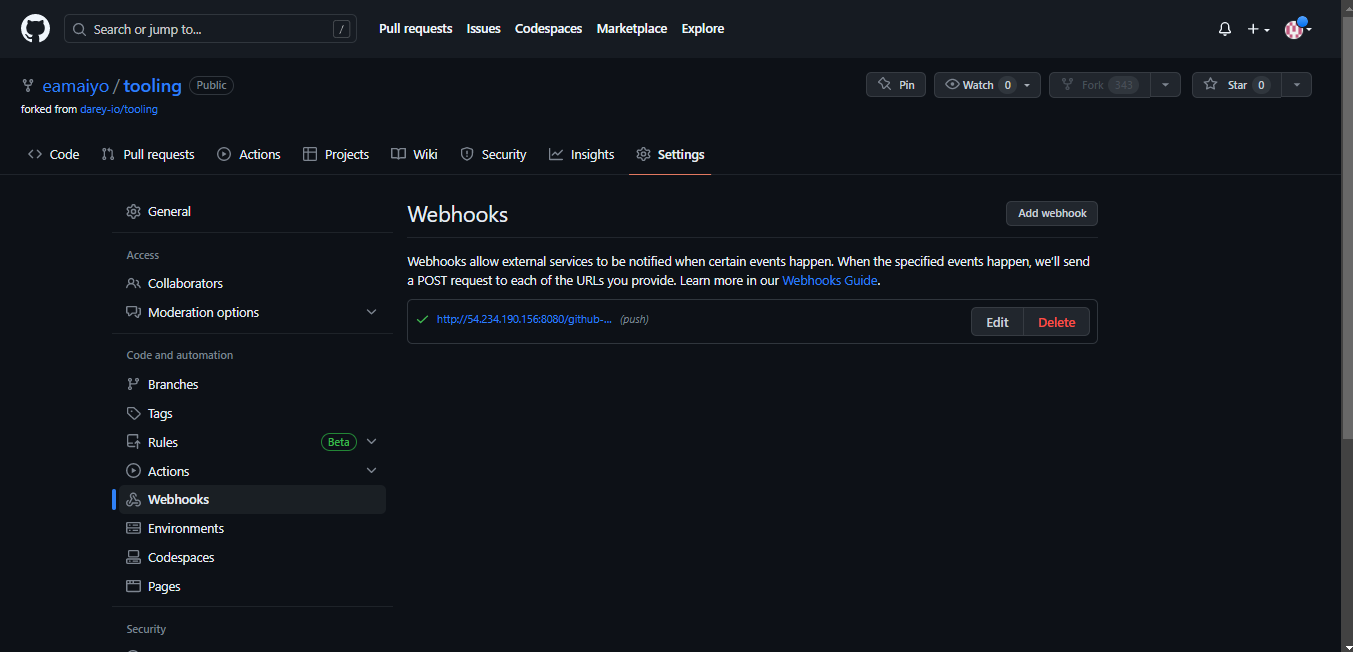 Search or jump to... / Pull requests Issues Codespaces Marketplace Explore
eamaiyo / tooling Public Pin Watch 0 Fork 343 Star 0
forked from darey-io/tooling
Code Pull requests Actions Projects Wiki Security Insights Settings
General
Access
Collaborators
Moderation options
Code and automation
Branches
Tags
Rules Beta
Actions
Webhooks
Environments
Codespaces
Pages
Security
Webhooks Add webhook
Webhooks allow external services to be notified when certain events happen. When the specified events happen, we'll send
a POST request to each of the URLs you provide. Learn more in our Webhooks Guide.
http://54.234.190.156:8080/github-... (push) Edit Delete